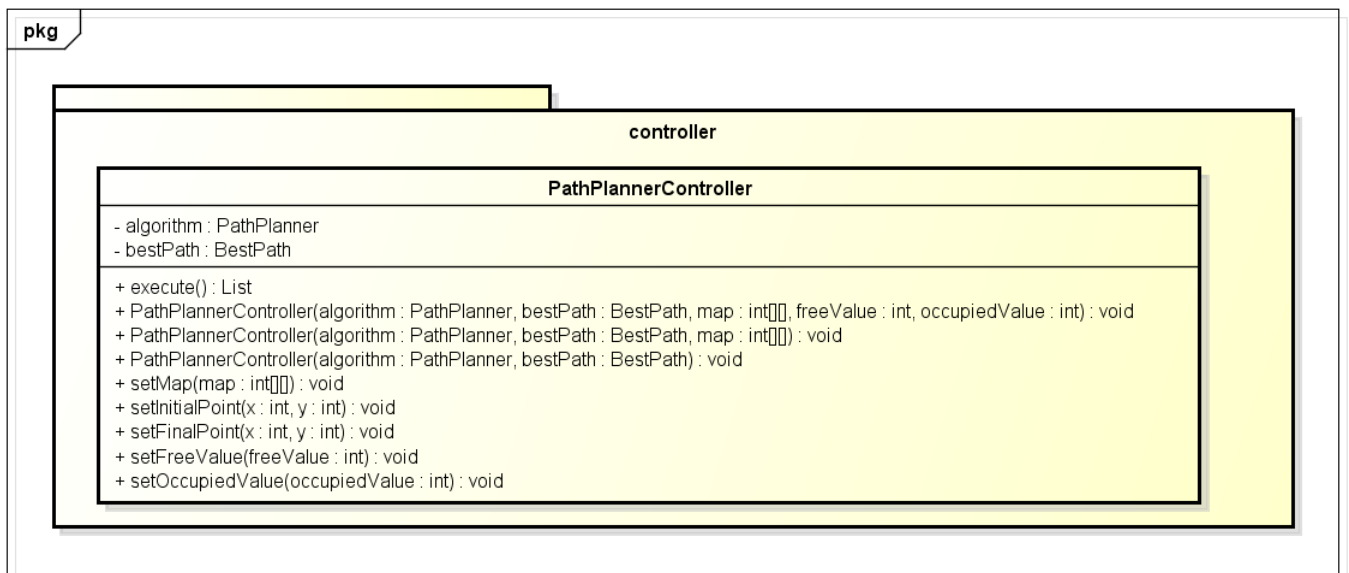 pkg
controller
PathPlannerController
- algorithm : PathPlanner
- bestPath : BestPath
+ execute() : List
+ PathPlannerController(algorithm : PathPlanner, bestPath : BestPath, map : int[][], freeValue : int, occupiedValue : int) : void
+ PathPlannerController(algorithm : PathPlanner, bestPath : BestPath, map : int[][]) : void
+ PathPlannerController(algorithm : PathPlanner, bestPath : BestPath) : void
+ setMap(map : int[][]) : void
+ setInitialPoint(x : int, y : int) : void
+ setFinalPoint(x : int, y : int) : void
+ setFreeValue(freeValue : int) : void
+ setOccupiedValue(occupiedValue : int) : void